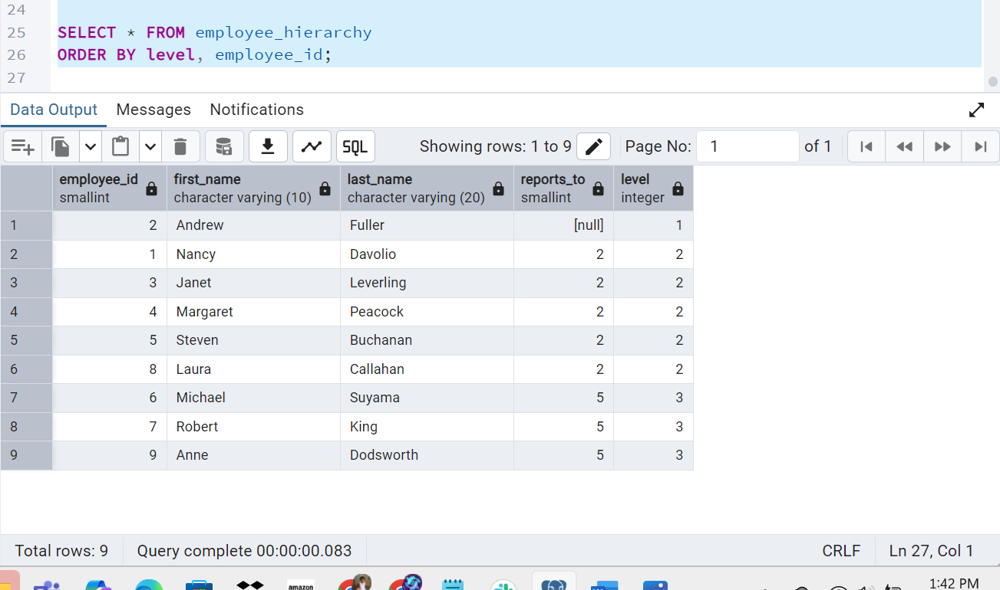 24
25 SELECT * FROM employee_hierarchy
26 ORDER BY level, employee_id;
27
Data Output Messages Notifications
SQL Showing rows: 1 to 9 Page No: 1 of 1
employee_id first_name last_name reports_to level
smallint character varying (10) character varying (20) smallint integer
1 2 Andrew Fuller [null] 1
2 1 Nancy Davolio 2 2
3 3 Janet Leverling 2 2
4 4 Margaret Peacock 2 2
5 5 Steven Buchanan 2 2
6 8 Laura Callahan 2 2
7 6 Michael Suyama 5 3
8 7 Robert King 5 3
9 9 Anne Dodsworth 5 3
Total rows: 9 Query complete 00:00:00.083 CRLF Ln 27, Col 1
amazon 1:42 PM